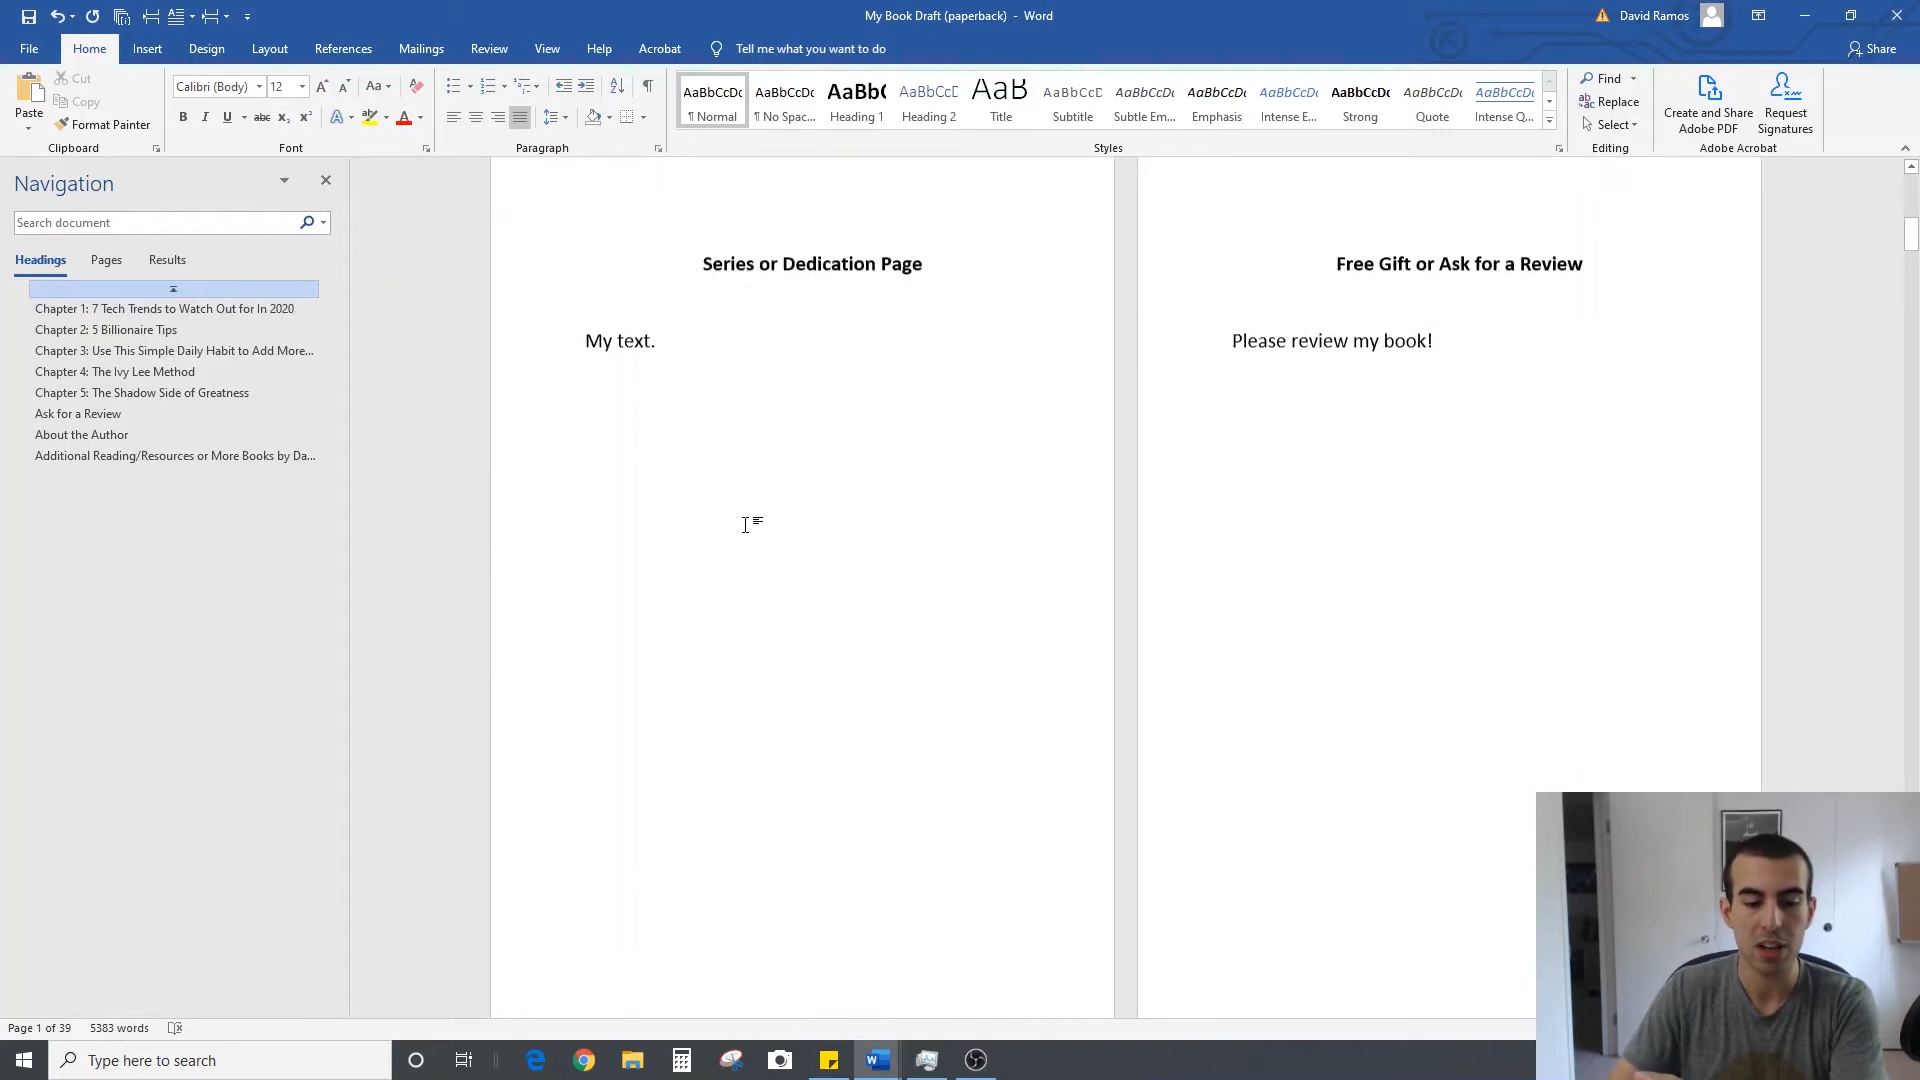 My Book Draft (paperback) - Word
David Ramos
File Home Insert Design Layout References Mailings Review View Help Acrobat Tell me what you want to do Share
Paste
Cut
Copy
Format Painter
Clipboard
Calibri (Body) 12
Font
Paragraph
AaBbCcDc AaBbCcDc AaBbC AaBbCcD AaB AaBbCcD AaBbCcDc AaBbCcDc AaBbCcDc AaBbCcDc AaBbCcDc AaBbCcDc
¶ Normal ¶ No Spac... Heading 1 Heading 2 Title Subtitle Subtle Em... Emphasis Intense E... Strong Quote Intense Q...
Styles
Find
Replace
Select
Editing
Create and Share
Adobe PDF
Request
Signatures
Adobe Acrobat
Navigation
Search document
Headings Pages Results
Chapter 1: 7 Tech Trends to Watch Out for In 2020
Chapter 2: 5 Billionaire Tips
Chapter 3: Use This Simple Daily Habit to Add More...
Chapter 4: The Ivy Lee Method
Chapter 5: The Shadow Side of Greatness
Ask for a Review
About the Author
Additional Reading/Resources or More Books by Da...
Series or Dedication Page
My text.
Free Gift or Ask for a Review
Please review my book!
Page 1 of 39 5383 words
Type here to search